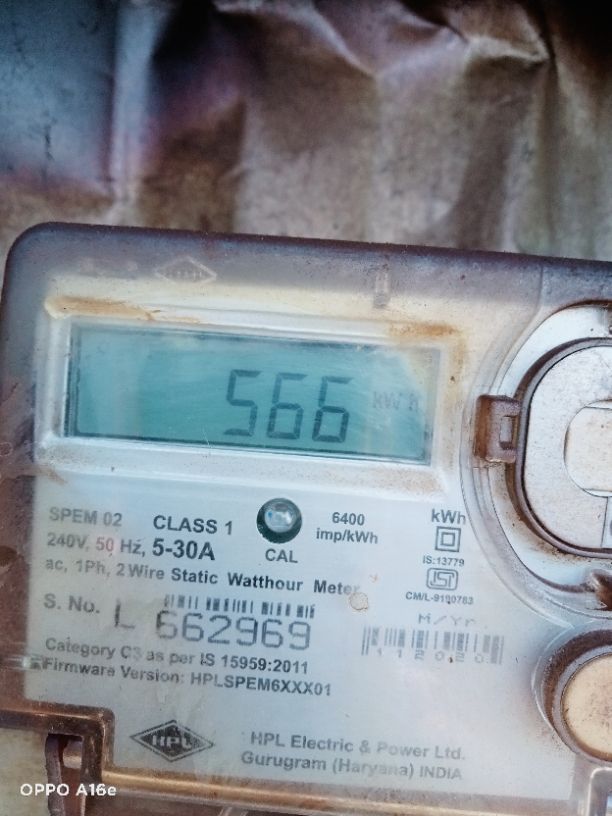 566 kWh
SPEM 02 CLASS 1 6400 imp/kWh kWh
240V, 50 Hz, 5-30A CAL
IS:13779
ac, 1Ph, 2 Wire Static Watthour Meter
CM/L-9100783
S. No. L 662969
M/Yr.
112020
Category C3 as per IS 15959:2011
Firmware Version: HPLSPEM6XXX01
HPL
HPL Electric & Power Ltd.
Gurugram (Haryana) INDIA
OPPO A16e